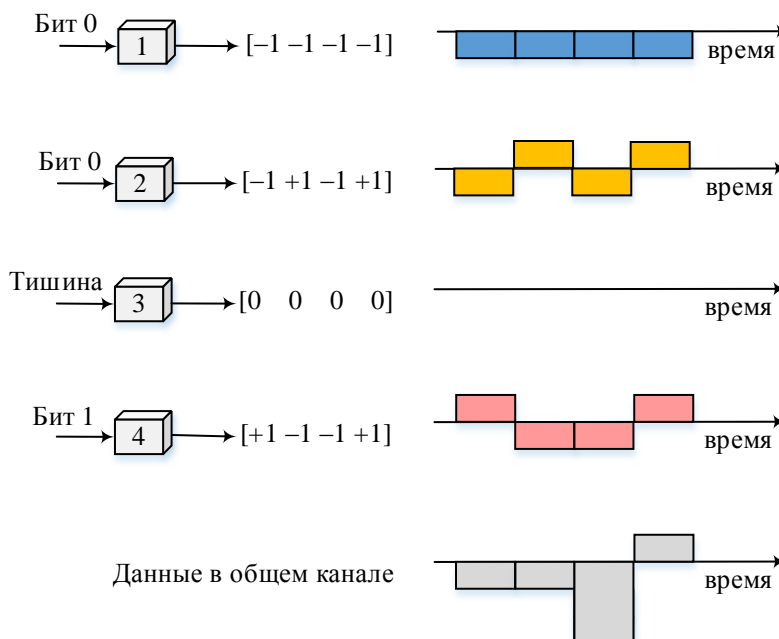 Бит 0
1
[–1 –1 –1 –1]
время
Бит 0
2
[–1 +1 –1 +1]
время
Тишина
3
[0 0 0 0]
время
Бит 1
4
[+1 –1 –1 +1]
время
Данные в общем канале
время